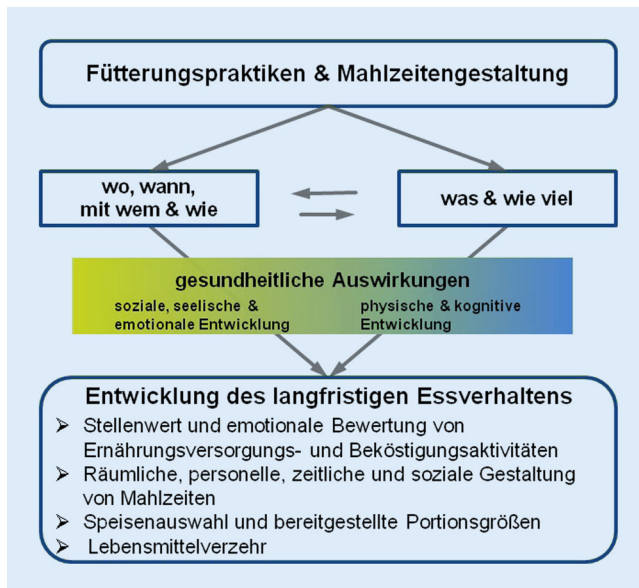 Fütterungspraktiken & Mahlzeitengestaltung
wo, wann,
mit wem & wie
was & wie viel
gesundheitliche Auswirkungen
soziale, seelische &
emotionale Entwicklung
physische & kognitive
Entwicklung
Entwicklung des langfristigen Essverhaltens
➤ Stellenwert und emotionale Bewertung von
Ernährungsversorgungs- und Beköstigungsaktivitäten
➤ Räumliche, personelle, zeitliche und soziale Gestaltung
von Mahlzeiten
➤ Speisenauswahl und bereitgestellte Portionsgrößen
➤ Lebensmittelverzehr